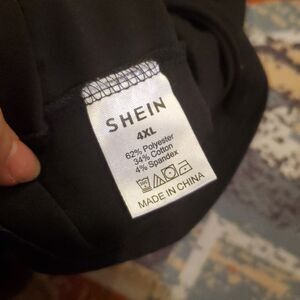 SHEIN
4XL
62% Polyester
34% Cotton
4% Spandex
MADE IN CHINA